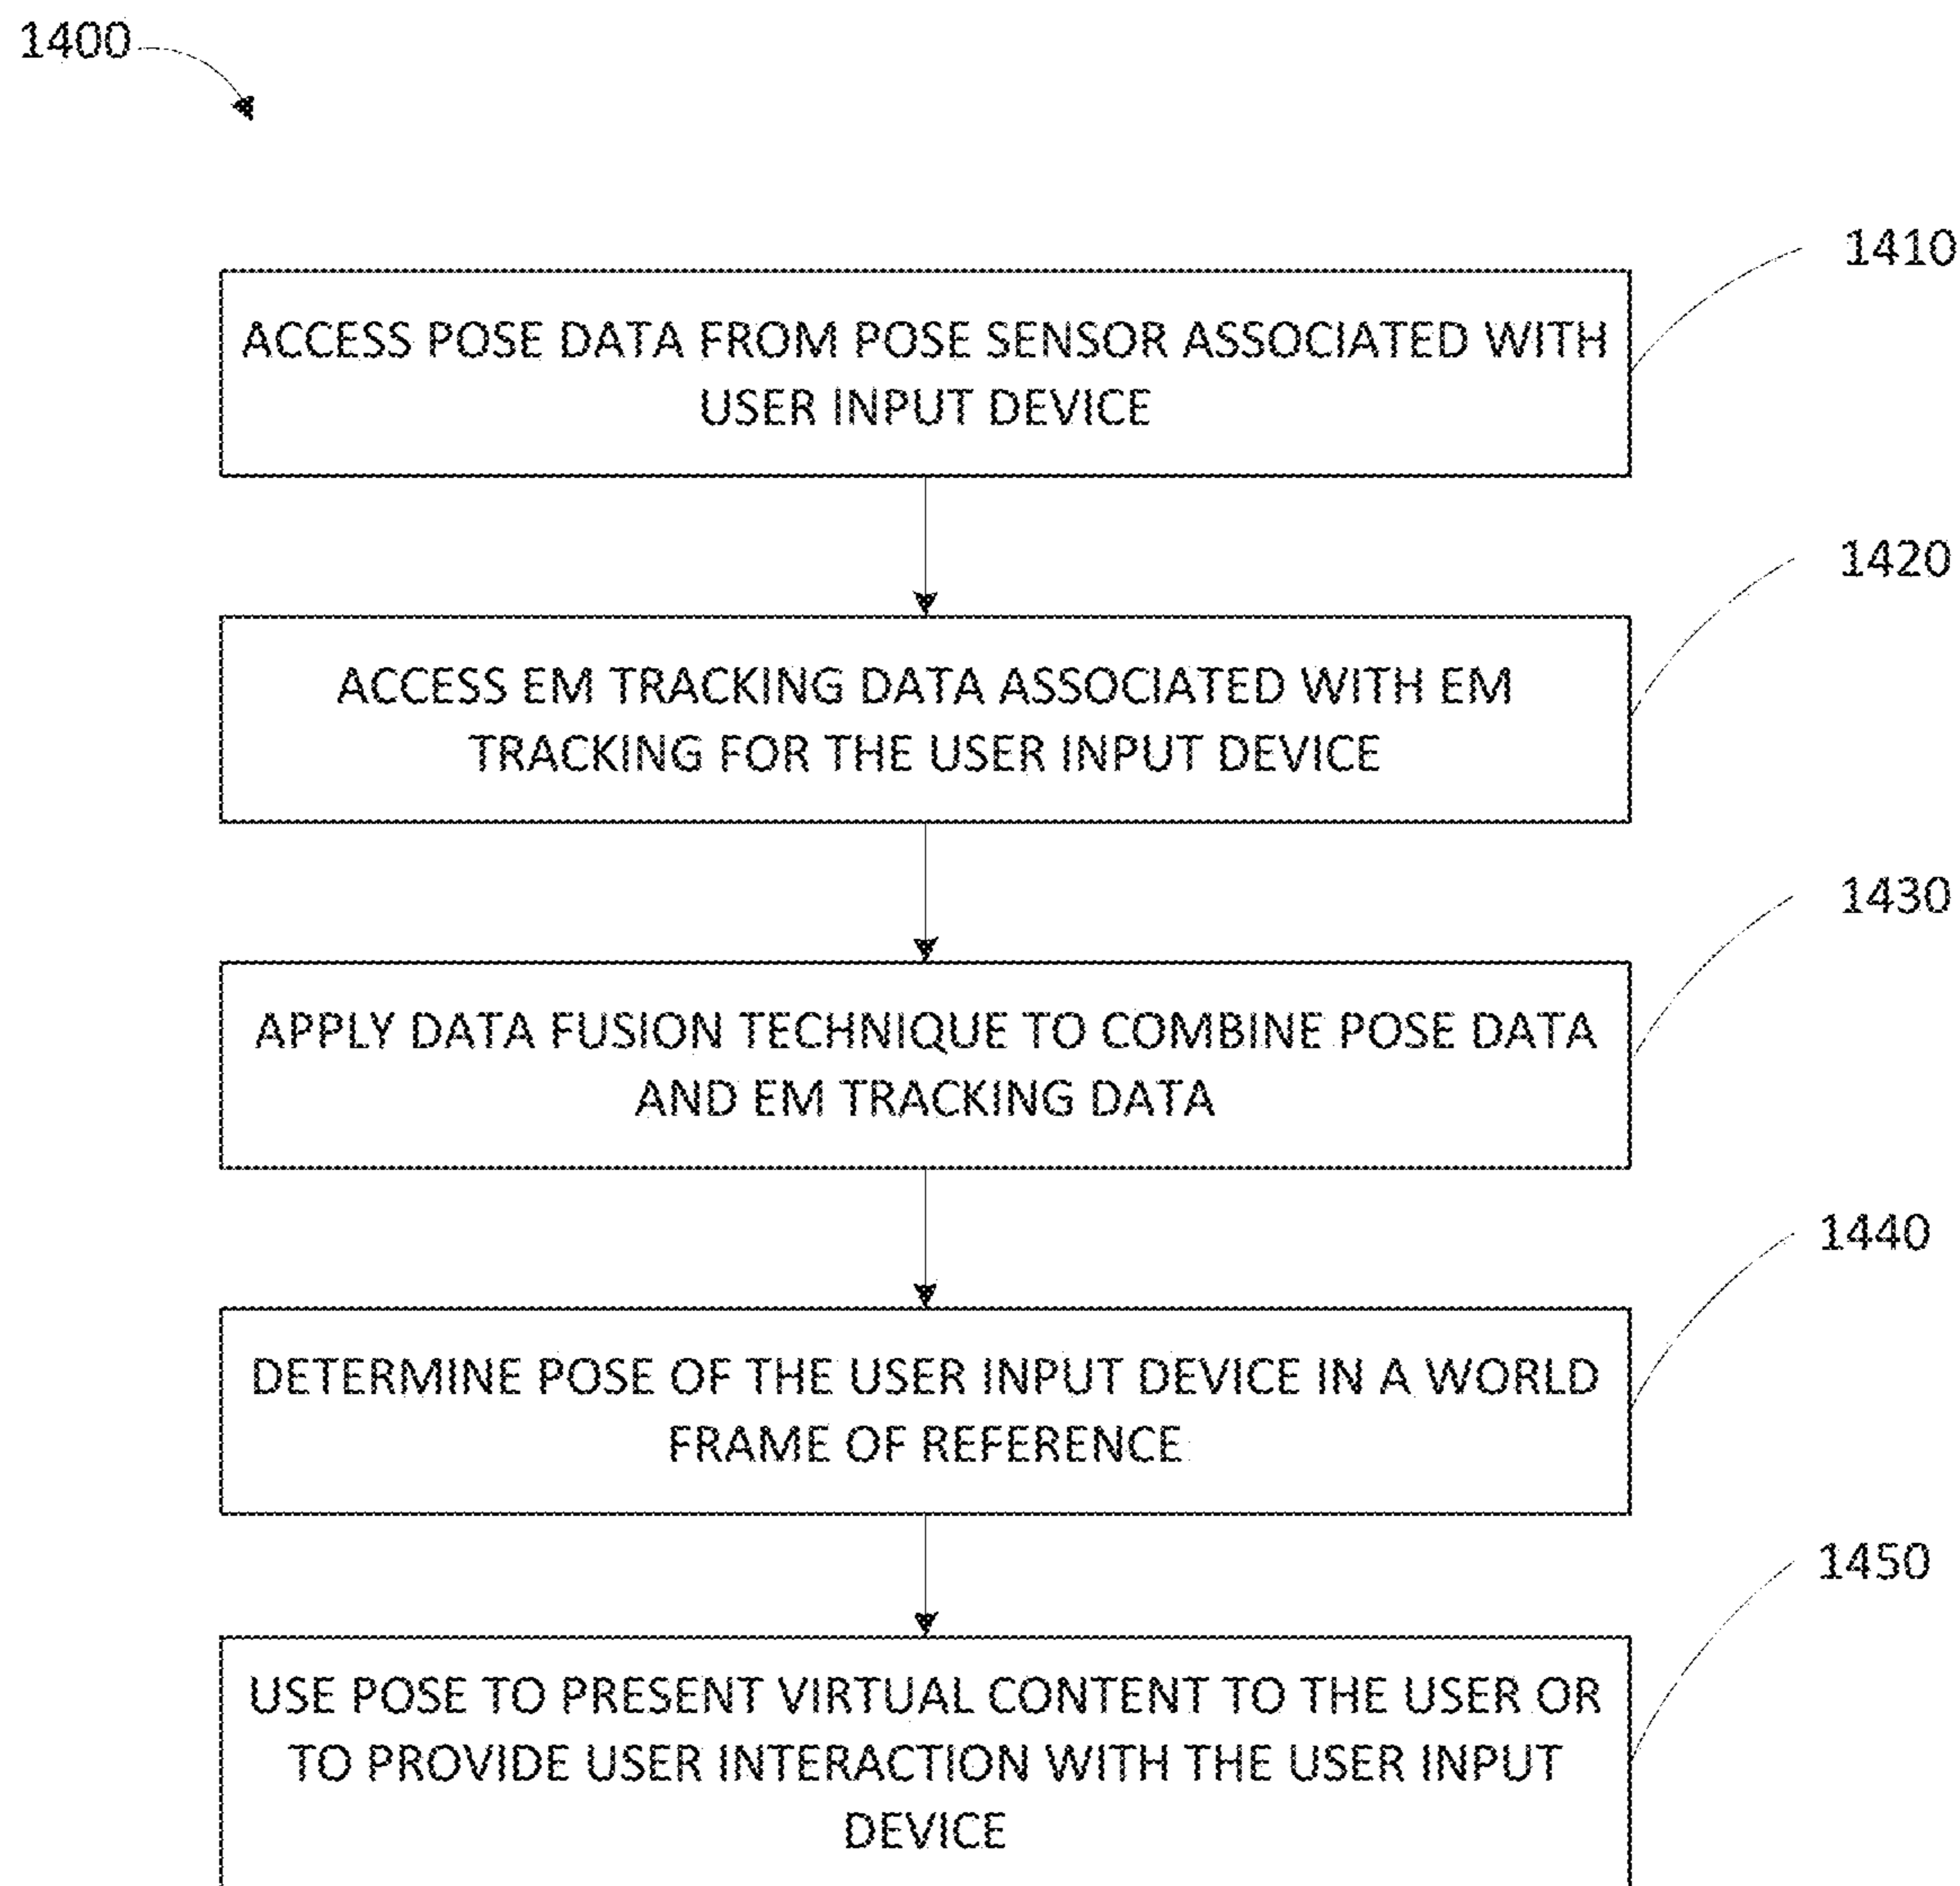 1400
1410
ACCESS POSE DATA FROM POSE SENSOR ASSOCIATED WITH
USER INPUT DEVICE
1420
ACCESS EM TRACKING DATA ASSOCIATED WITH EM
TRACKING FOR THE USER INPUT DEVICE
1430
APPLY DATA FUSION TECHNIQUE TO COMBINE POSE DATA
AND EM TRACKING DATA
1440
DETERMINE POSE OF THE USER INPUT DEVICE IN A WORLD
FRAME OF REFERENCE
1450
USE POSE TO PRESENT VIRTUAL CONTENT TO THE USER OR
TO PROVIDE USER INTERACTION WITH THE USER INPUT
DEVICE